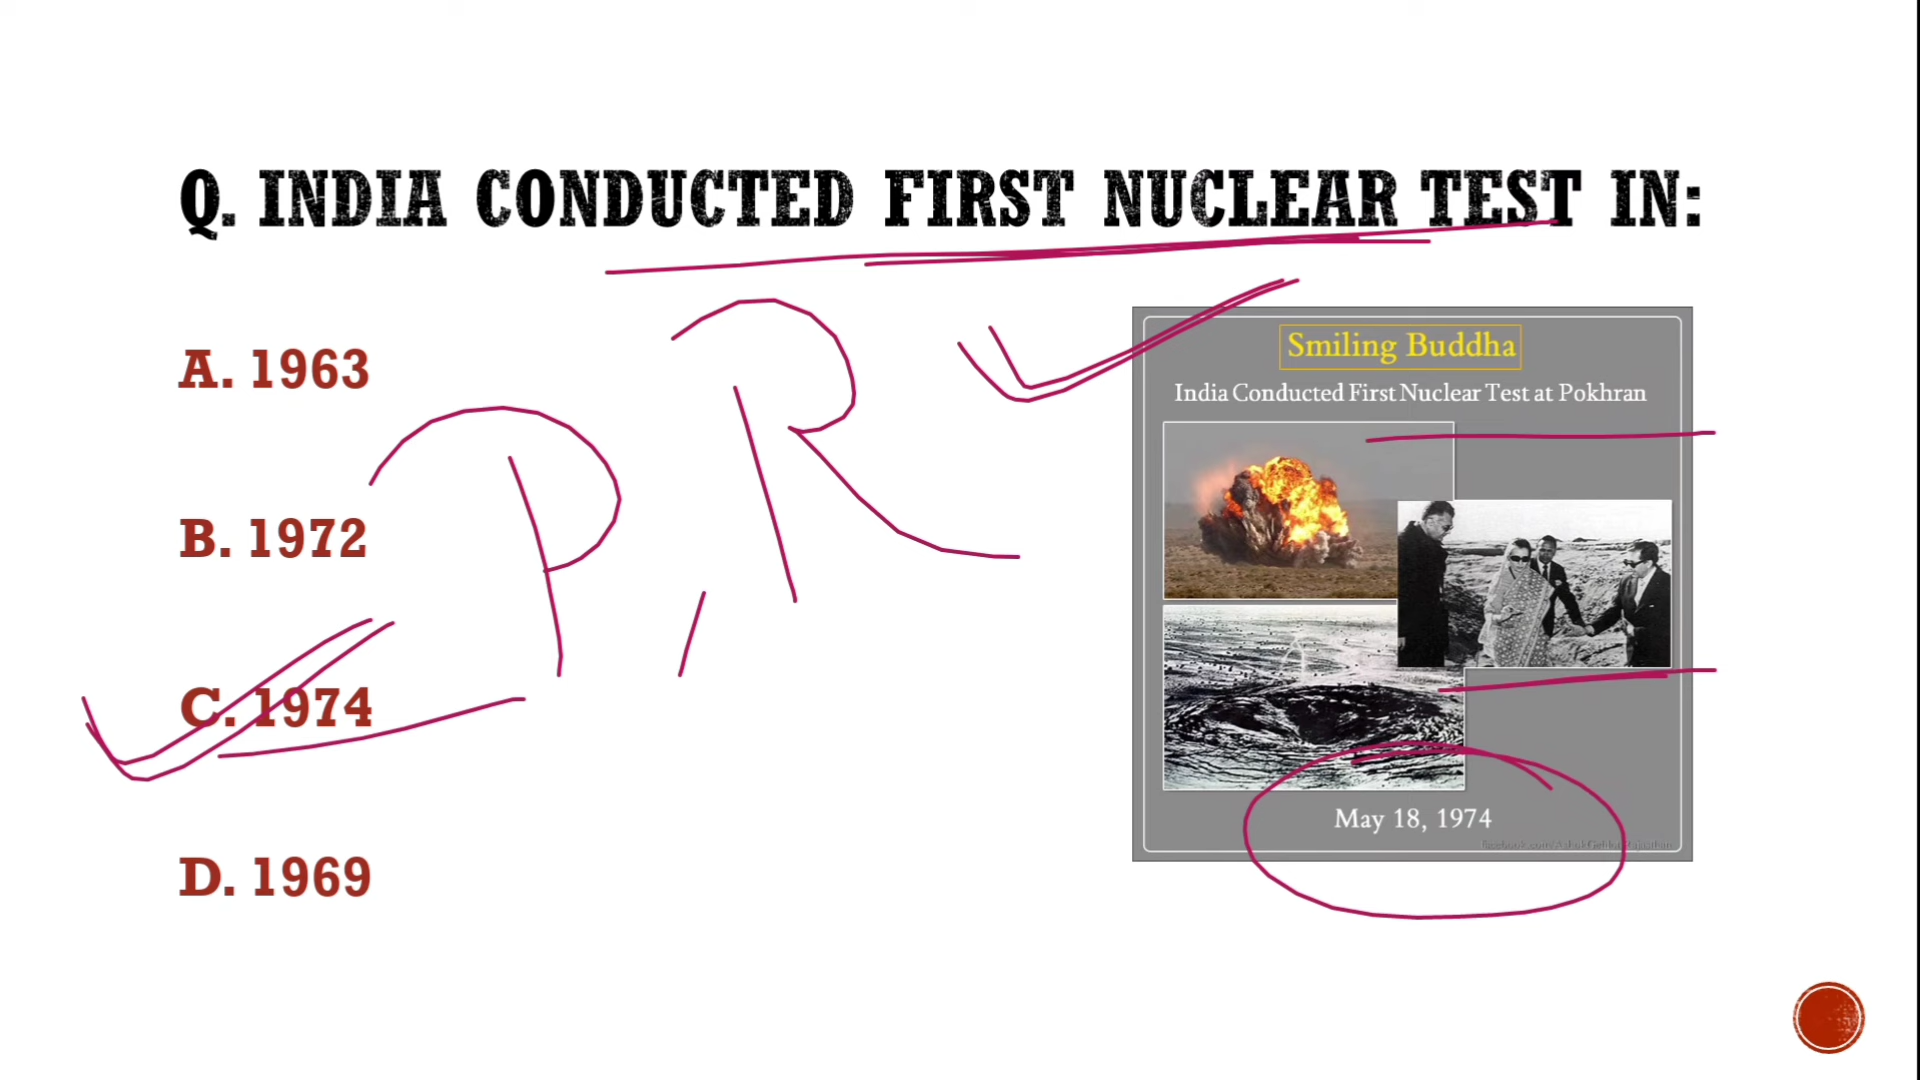 Q. INDIA CONDUCTED FIRST NUCLEAR TEST IN:
A. 1963
B. 1972
C. 1974
D. 1969
P, R
Smiling Buddha
India Conducted First Nuclear Test at Pokhran
May 18, 1974